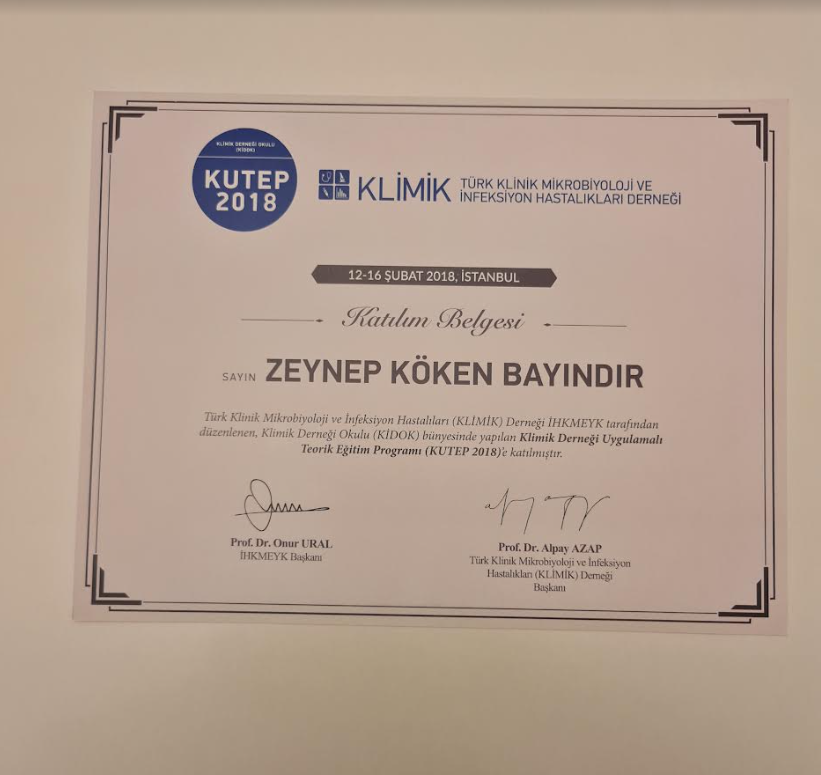 KLİMİK DERNEĞİ OKULU
(KİDOK)
KUTEP
2018
KLİMİK
TÜRK KLİNİK MİKROBİYOLOJİ VE
İNFEKSİYON HASTALIKLARI DERNEĞİ
12-16 ŞUBAT 2018, İSTANBUL
Katılım Belgesi
SAYIN ZEYNEP KÖKEN BAYINDIR
Türk Klinik Mikrobiyoloji ve İnfeksiyon Hastalıları (KLİMİK) Derneği İHKMEYK tarafından
düzenlenen, Klimik Derneği Okulu (KİDOK) bünyesinde yapılan Klimik Derneği Uygulamalı
Teorik Eğitim Programı (KUTEP 2018)'e katılmıştır.
Prof. Dr. Onur URAL
İHKMEYK Başkanı
Prof. Dr. Alpay AZAP
Türk Klinik Mikrobiyoloji ve İnfeksiyon
Hastalıkları (KLİMİK) Derneği
Başkanı